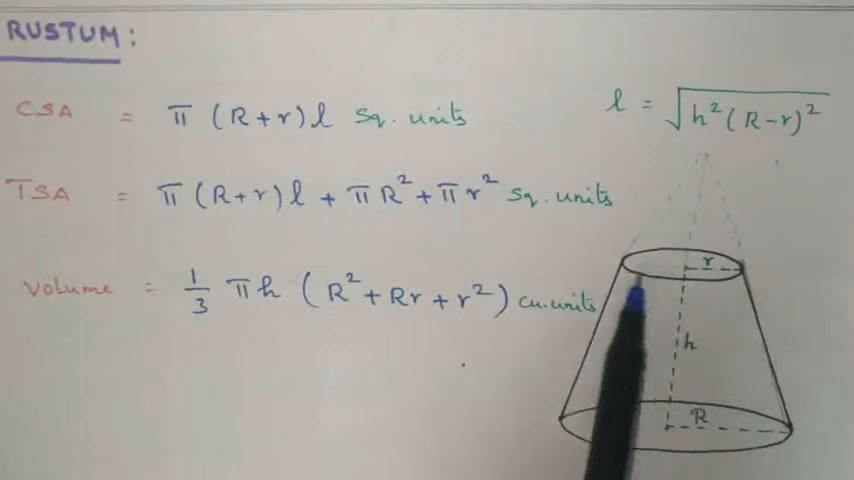 RUSTUM:
CSA = π (R+r) l sq. units
l = √h² (R-r)²
TSA = π (R+r) l + πR² + πr² sq. units
Volume = 1/3 πh (R² + Rr + r²) cu.units
r
h
R